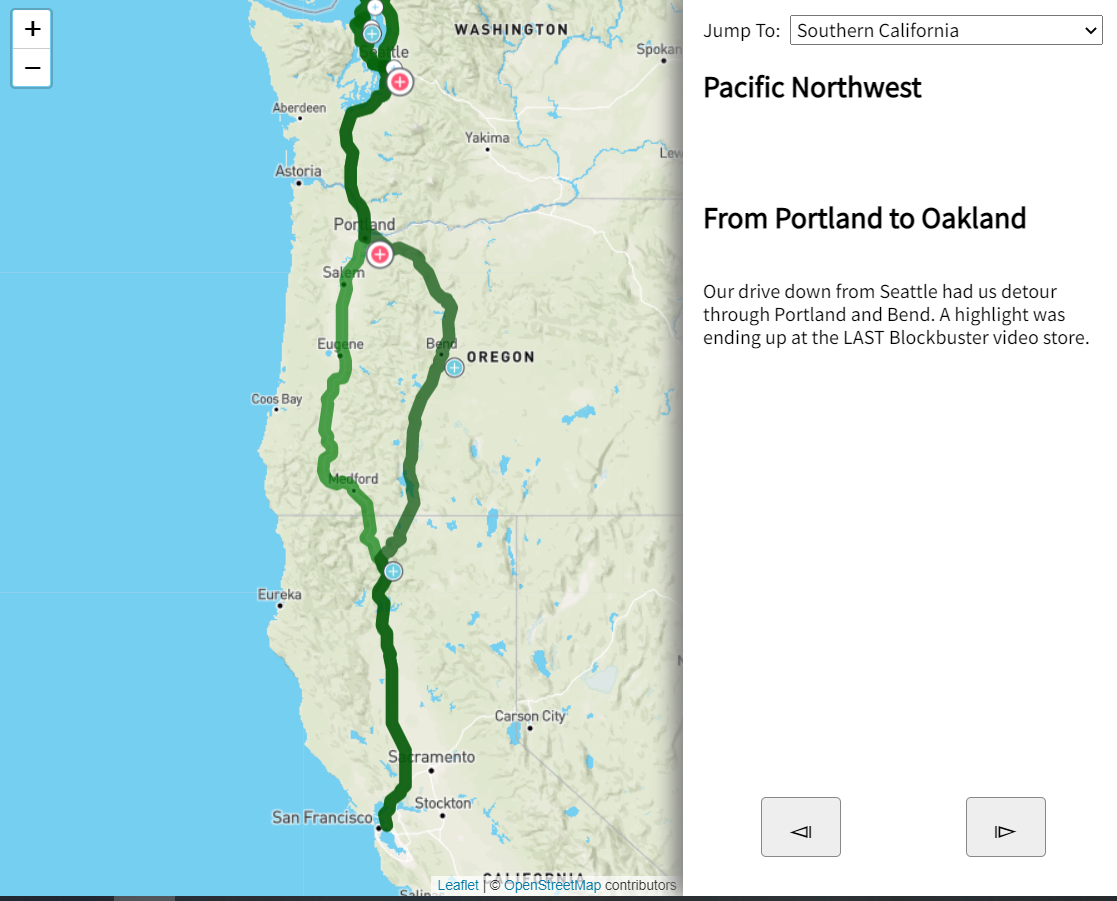 +
−
WASHINGTON
Seattle
Spokan
Aberdeen
Yakima
Lew
Astoria
Portland
Salem
Eugene
Bend
OREGON
Coos Bay
Medford
Eureka
Carson City
Sacramento
Stockton
San Francisco
CALIFORNIA
Salinas
Leaflet | © OpenStreetMap contributors
Jump To: Southern California
Pacific Northwest
From Portland to Oakland
Our drive down from Seattle had us detour
through Portland and Bend. A highlight was
ending up at the LAST Blockbuster video store.